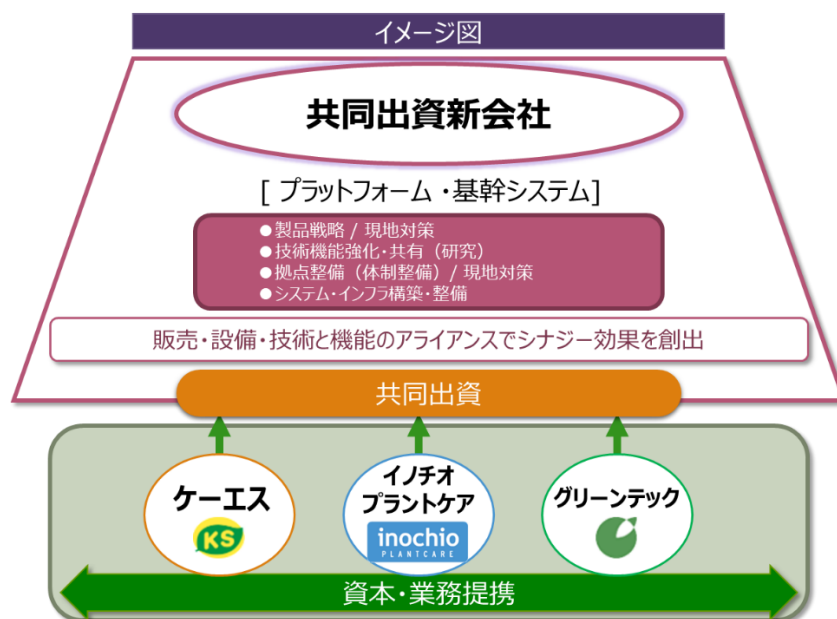 イメージ図
共同出資新会社
[ プラットフォーム・基幹システム]
●製品戦略 / 現地対策
●技術機能強化・共有（研究）
●拠点整備（体制整備）/ 現地対策
●システム・インフラ構築・整備
販売・設備・技術と機能のアライアンスでシナジー効果を創出
共同出資
ケーエス
KS
イノチオ
プラントケア
inochio
PLANTCARE
グリーンテック
資本・業務提携